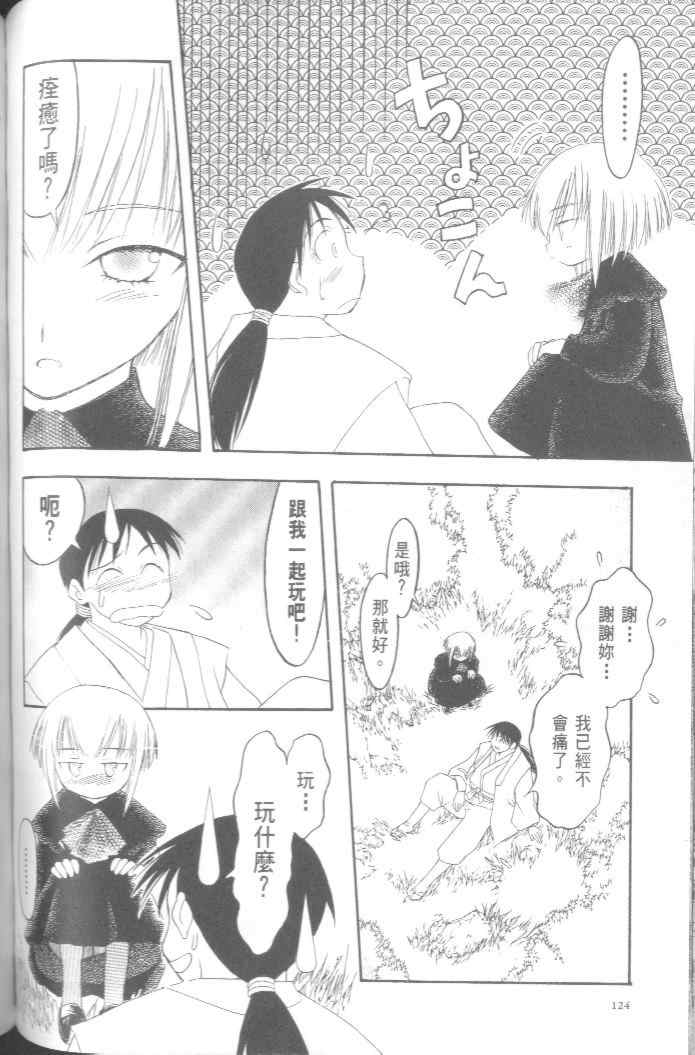 ………
ちょこん
痊癒了嗎?
謝…
謝謝妳…
我已經不
會痛了。
是哦?
那就好。
跟我一起玩吧!
呃?
玩…
玩什麼?
………
124